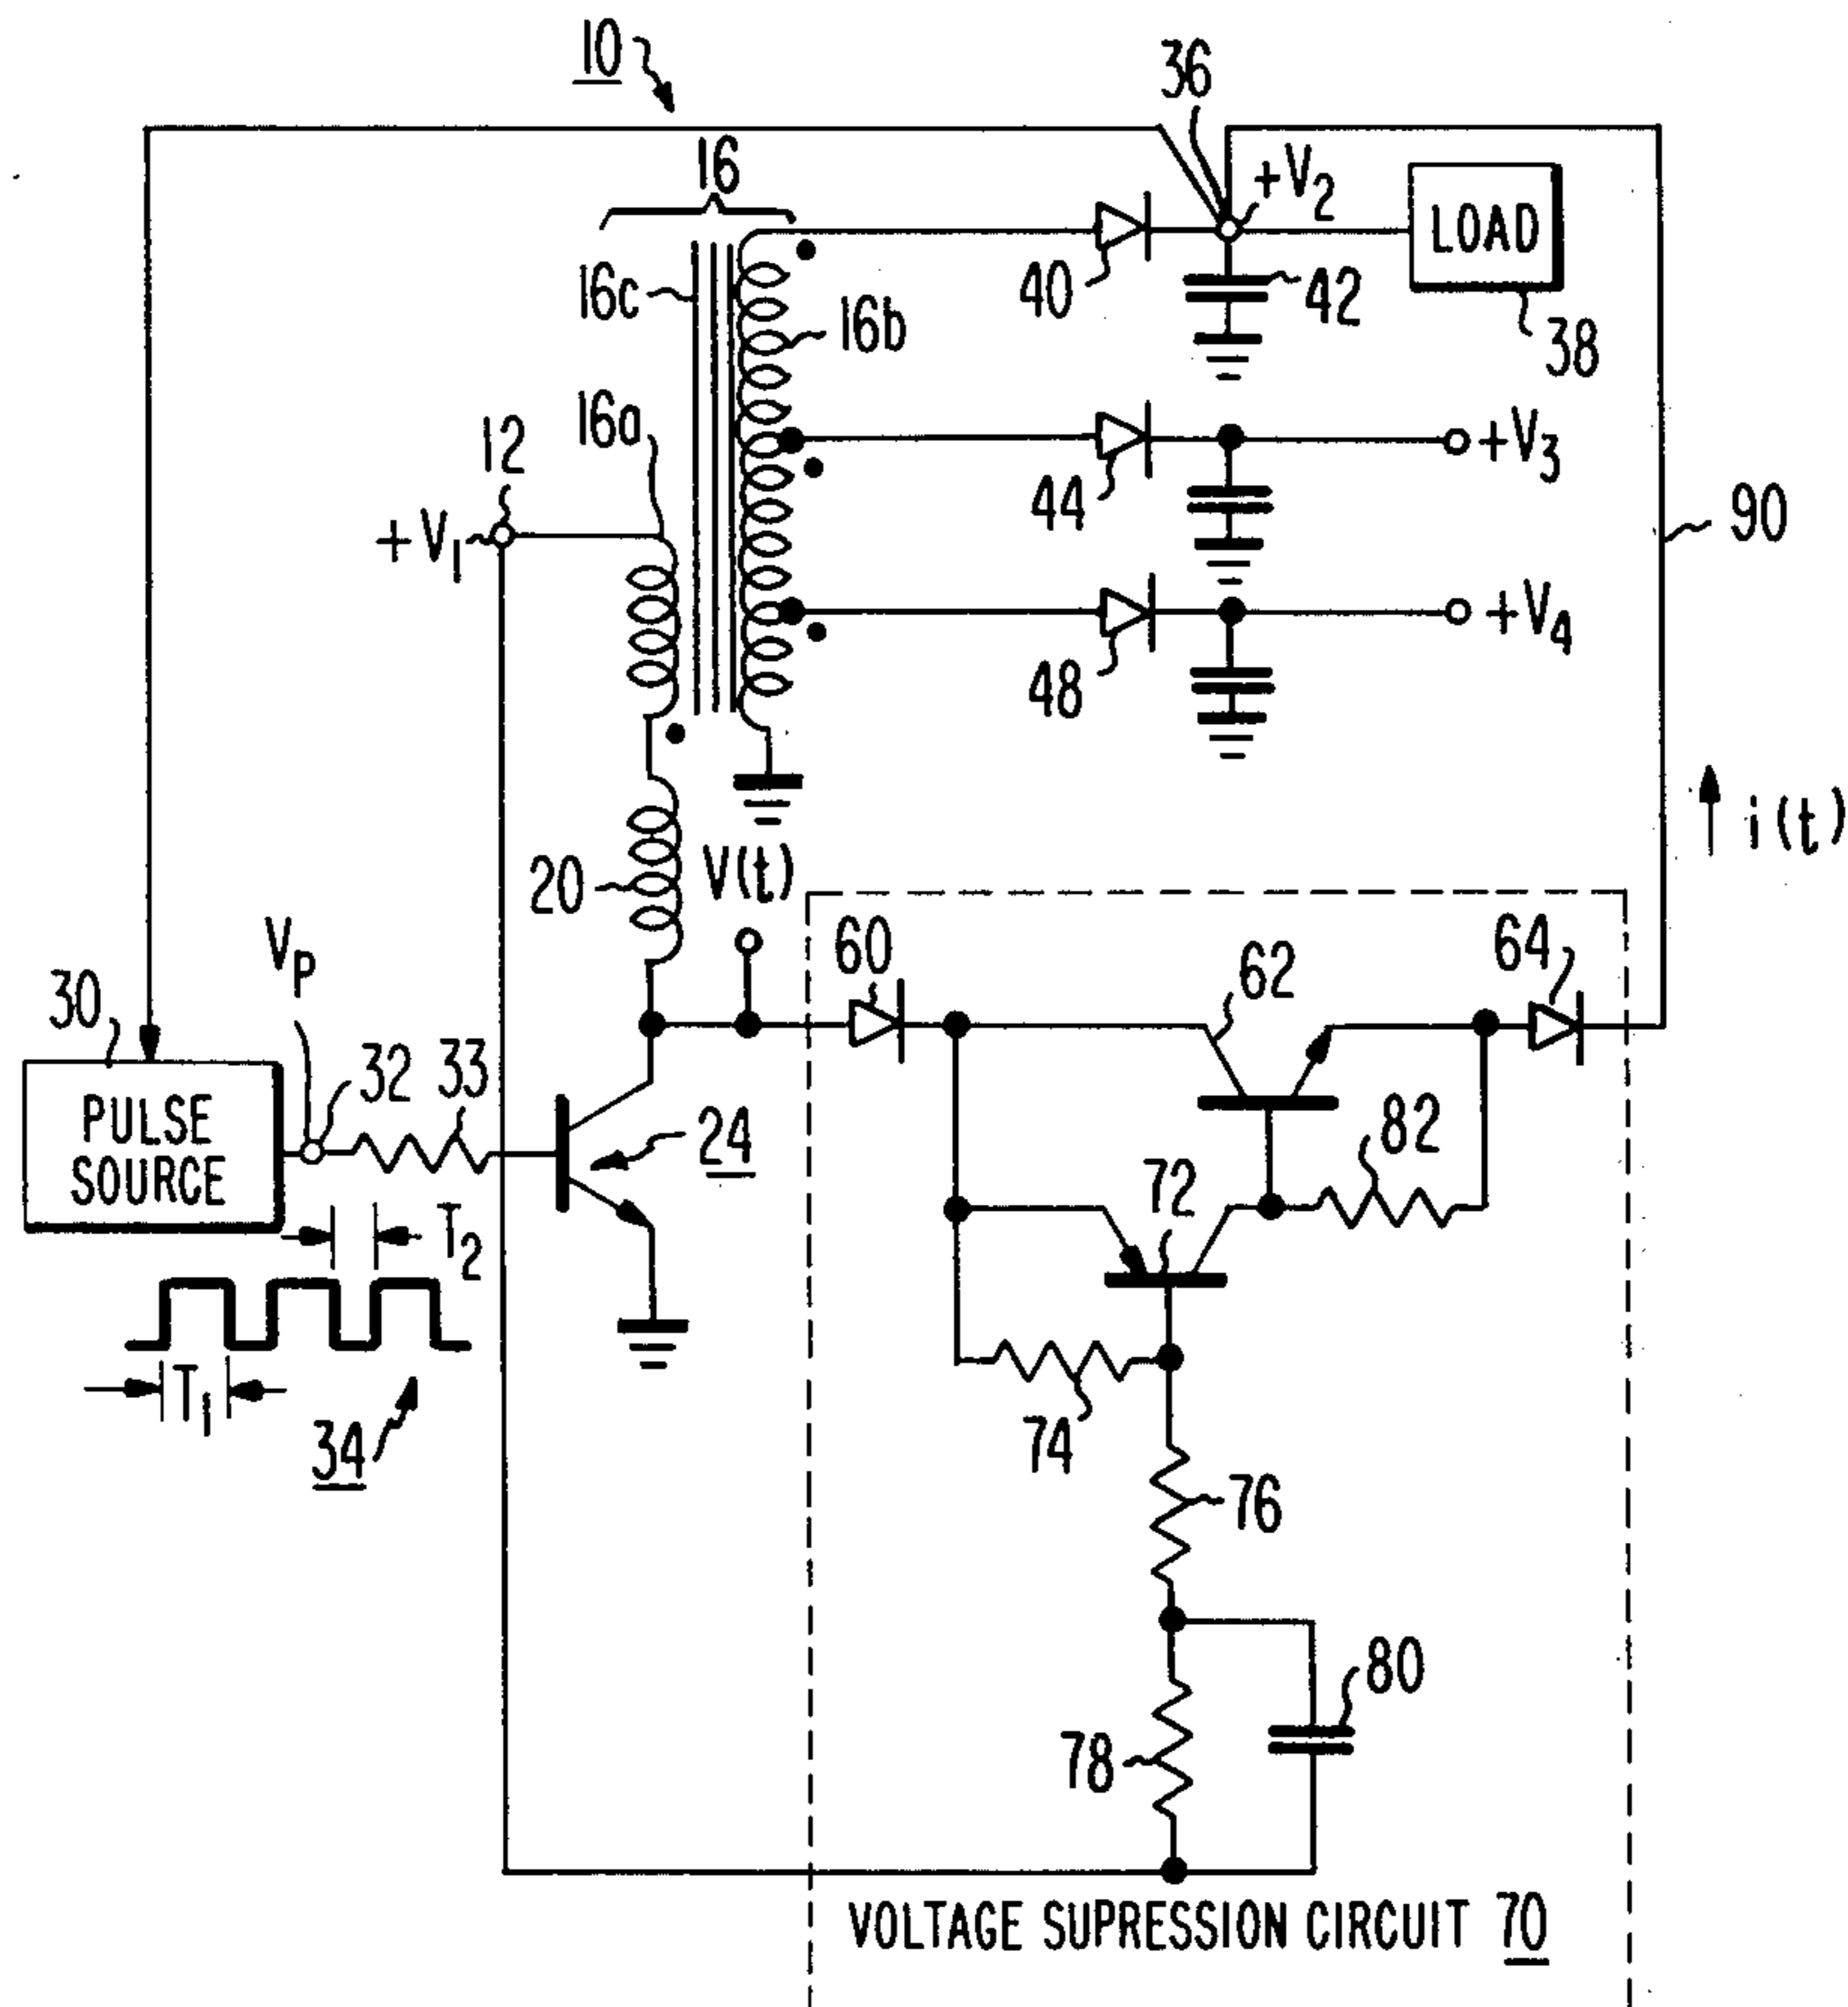 10
36
16
+V2
LOAD
16c
40
42
16b
38
16a
12
+V3
44
+V1
90
+V4
48
i(t)
20
V(t)
VP
60
62
64
30
32
33
82
PULSE
SOURCE
24
72
T2
T1
74
34
76
80
78
VOLTAGE SUPRESSION CIRCUIT 70